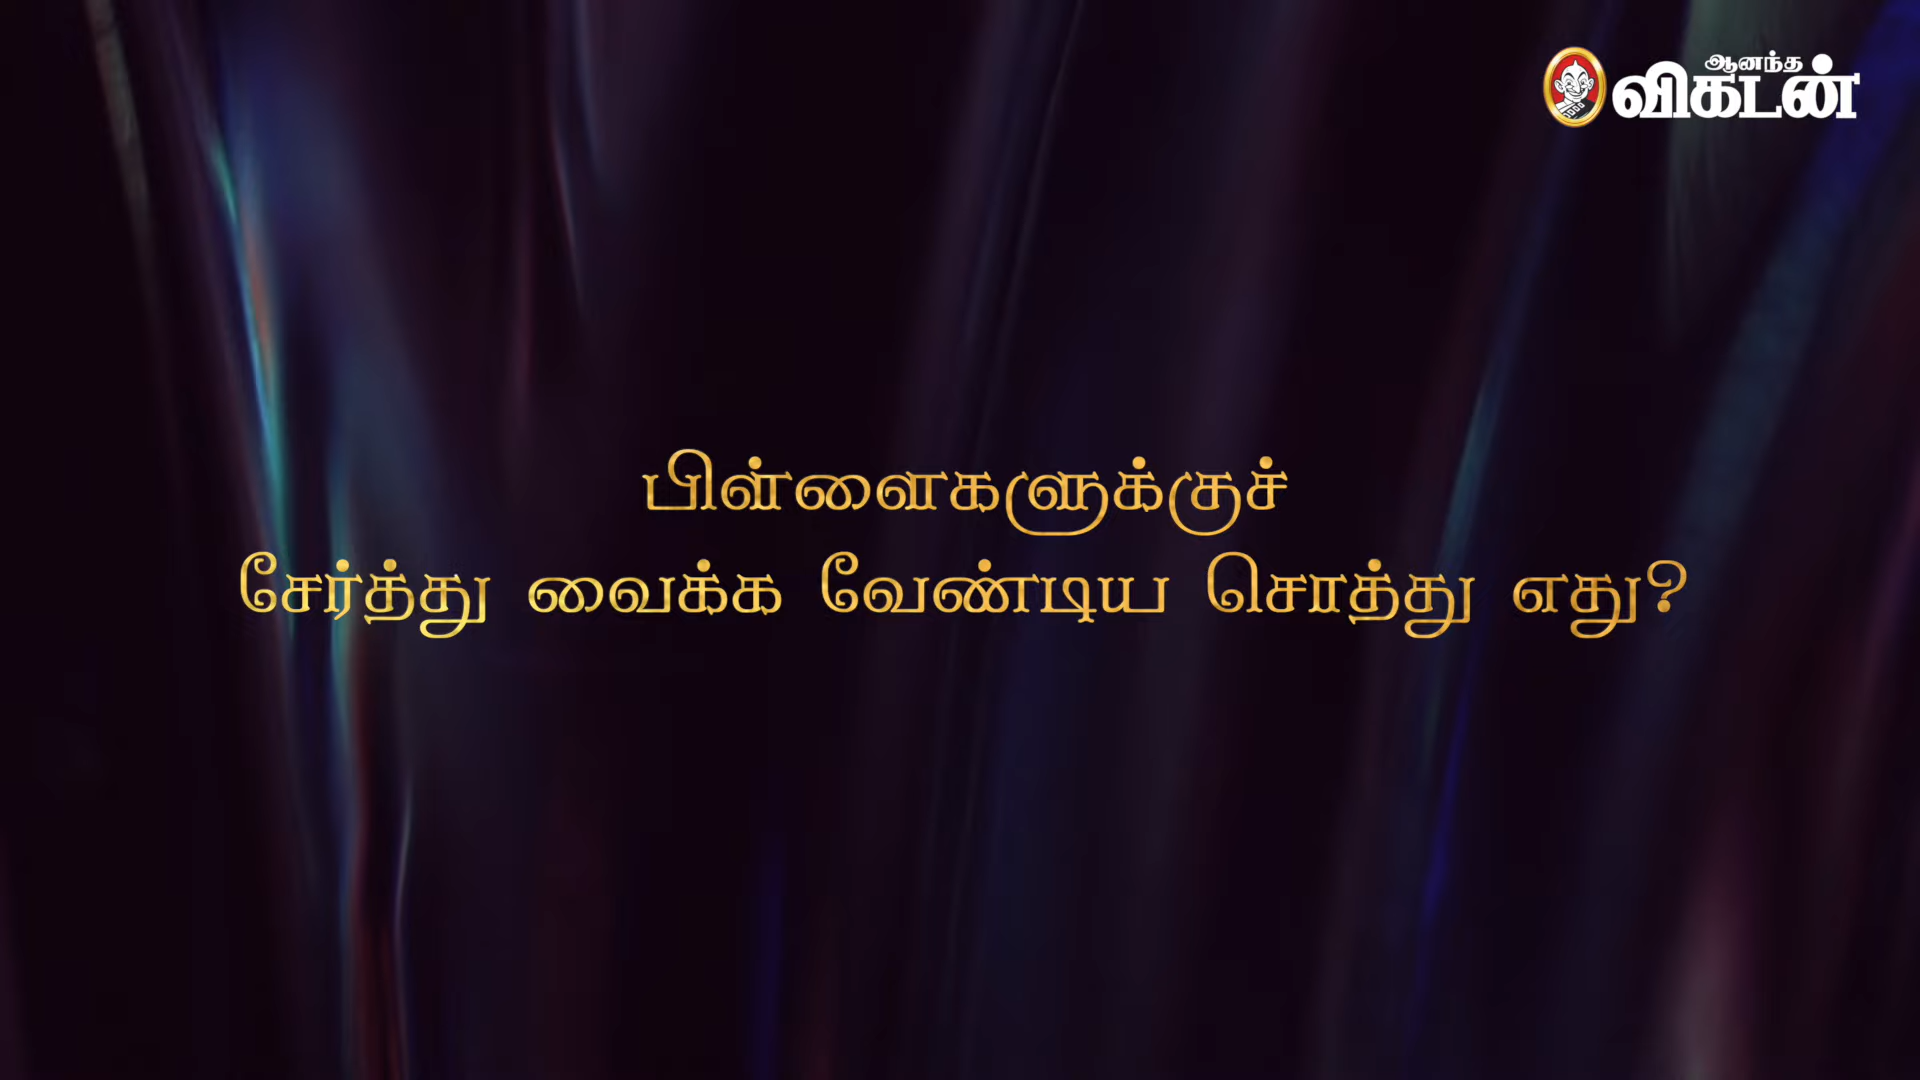 ஆனந்த
விகடன்
பிள்ளைகளுக்குச்
சேர்த்து வைக்க வேண்டிய சொத்து எது?